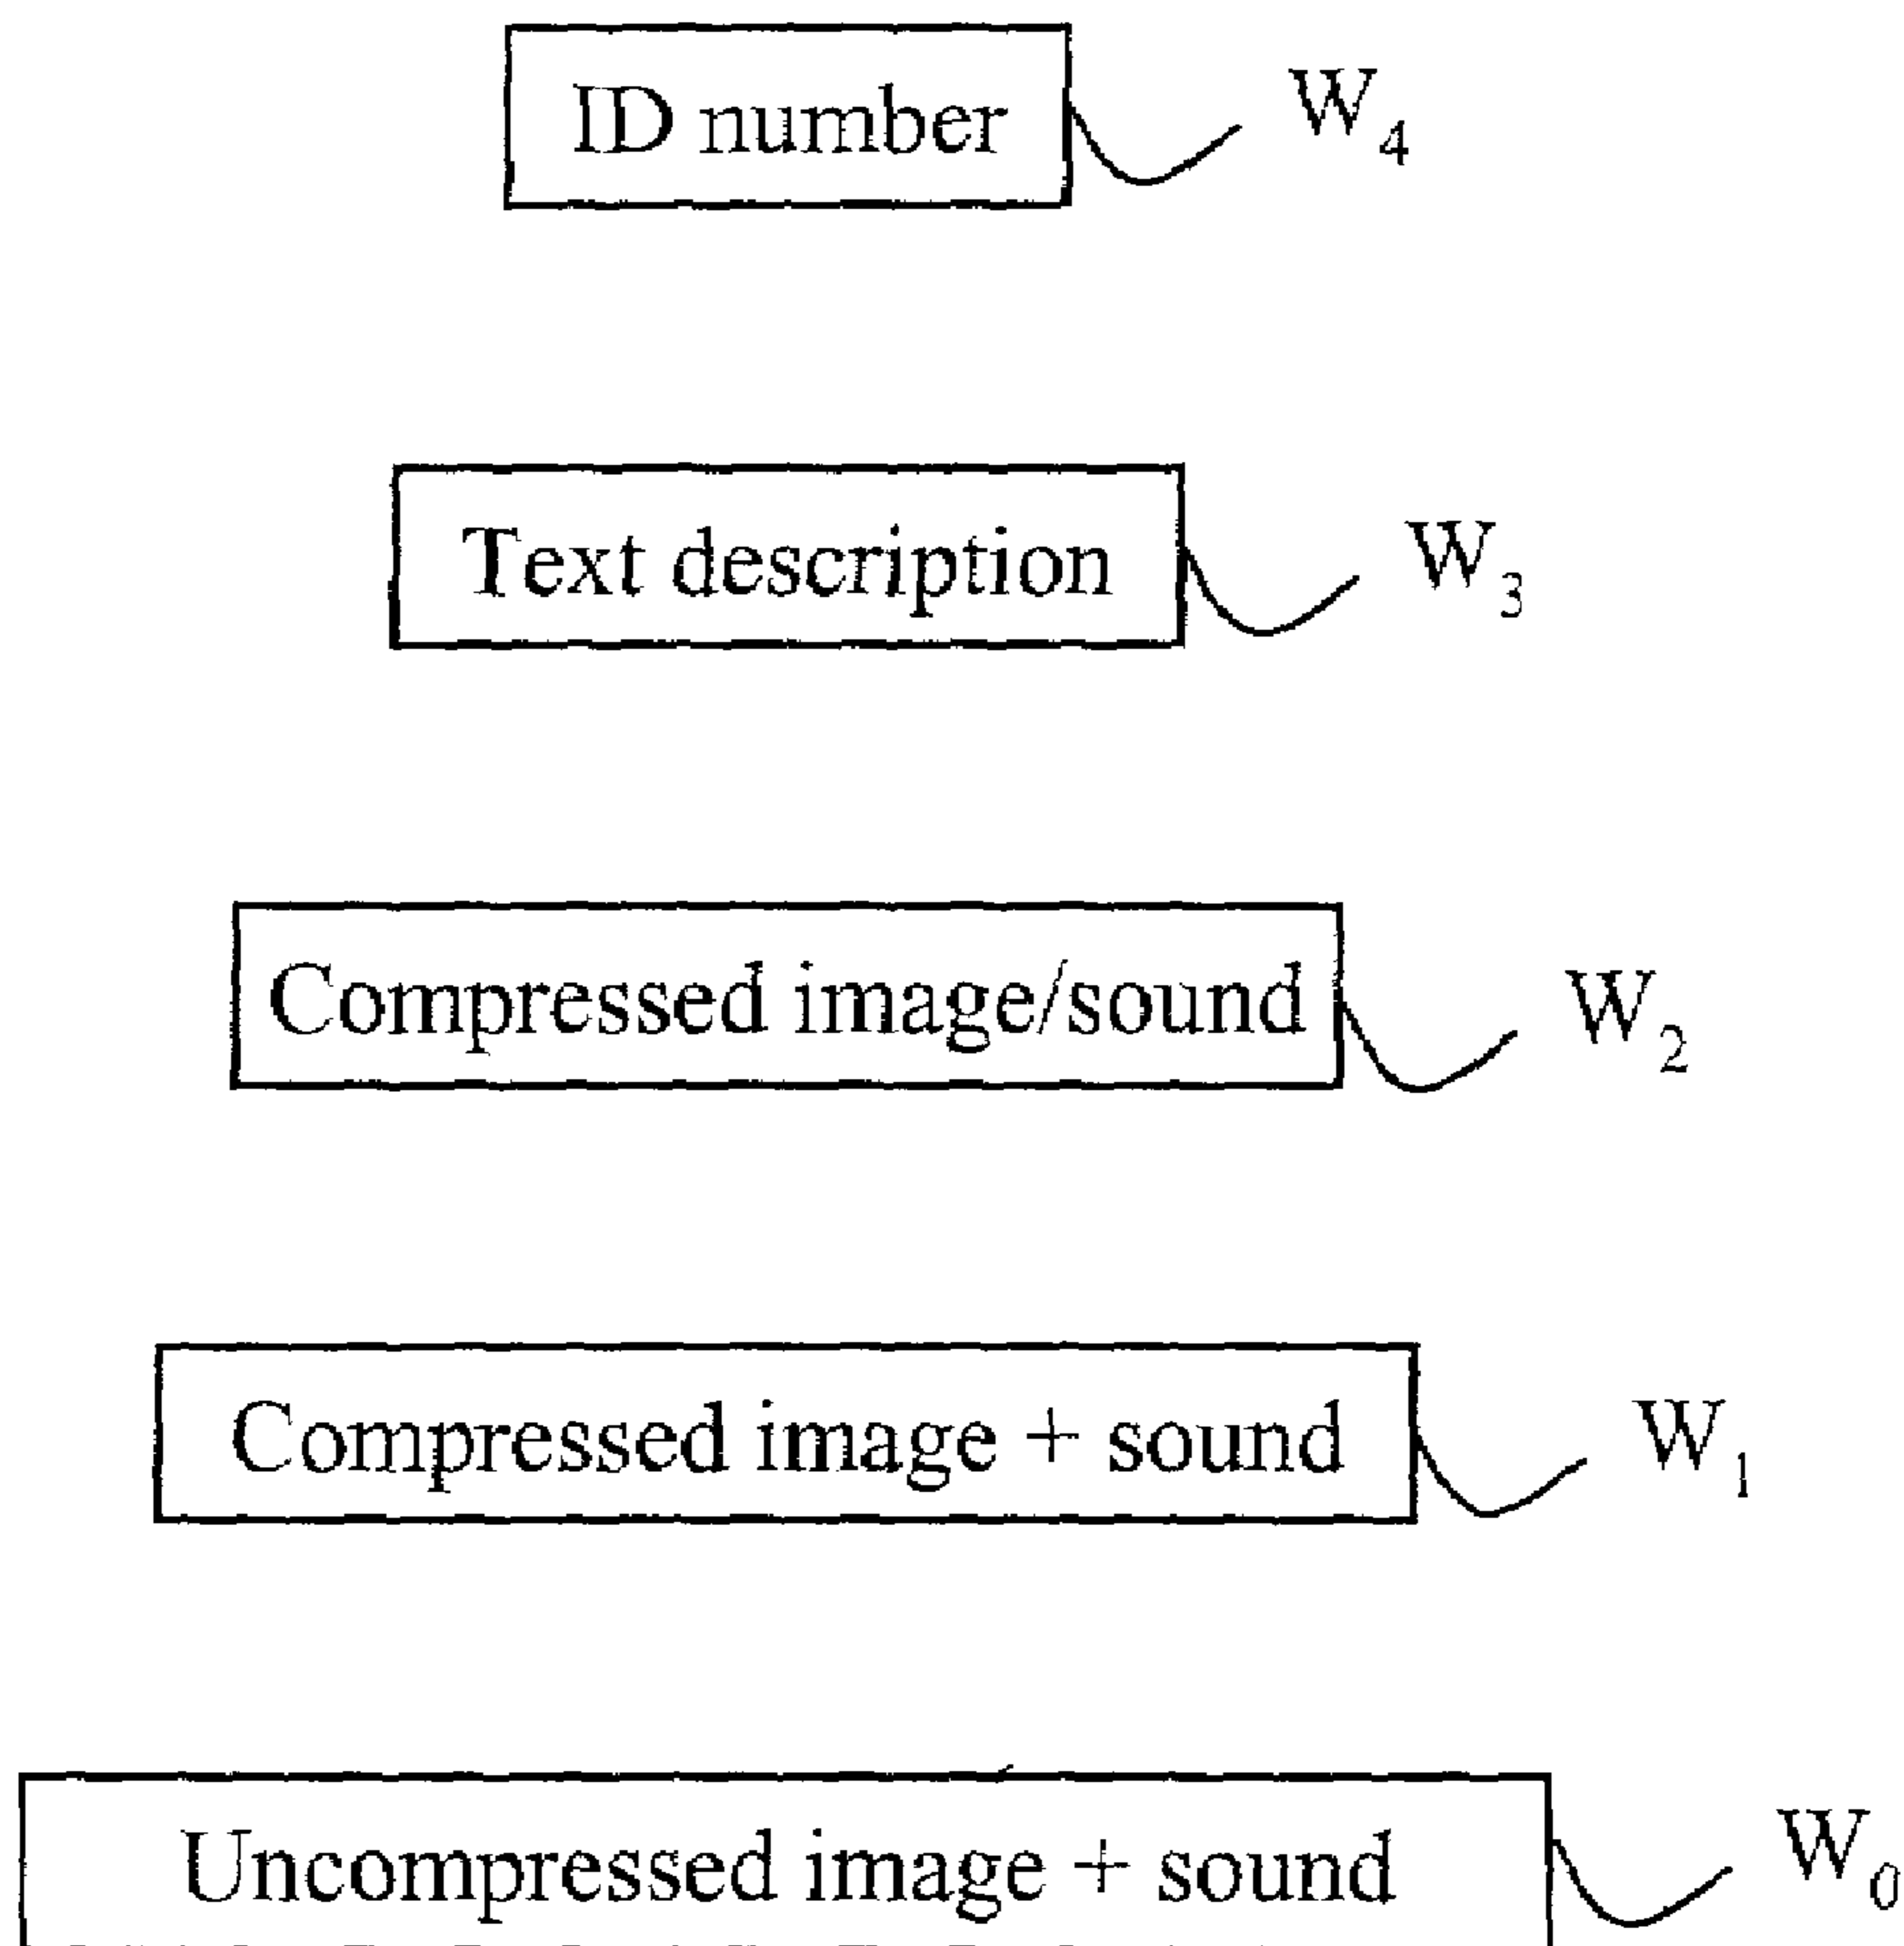 ID number W4
Text description W3
Compressed image/sound W2
Compressed image + sound W1
Uncompressed image + sound W0